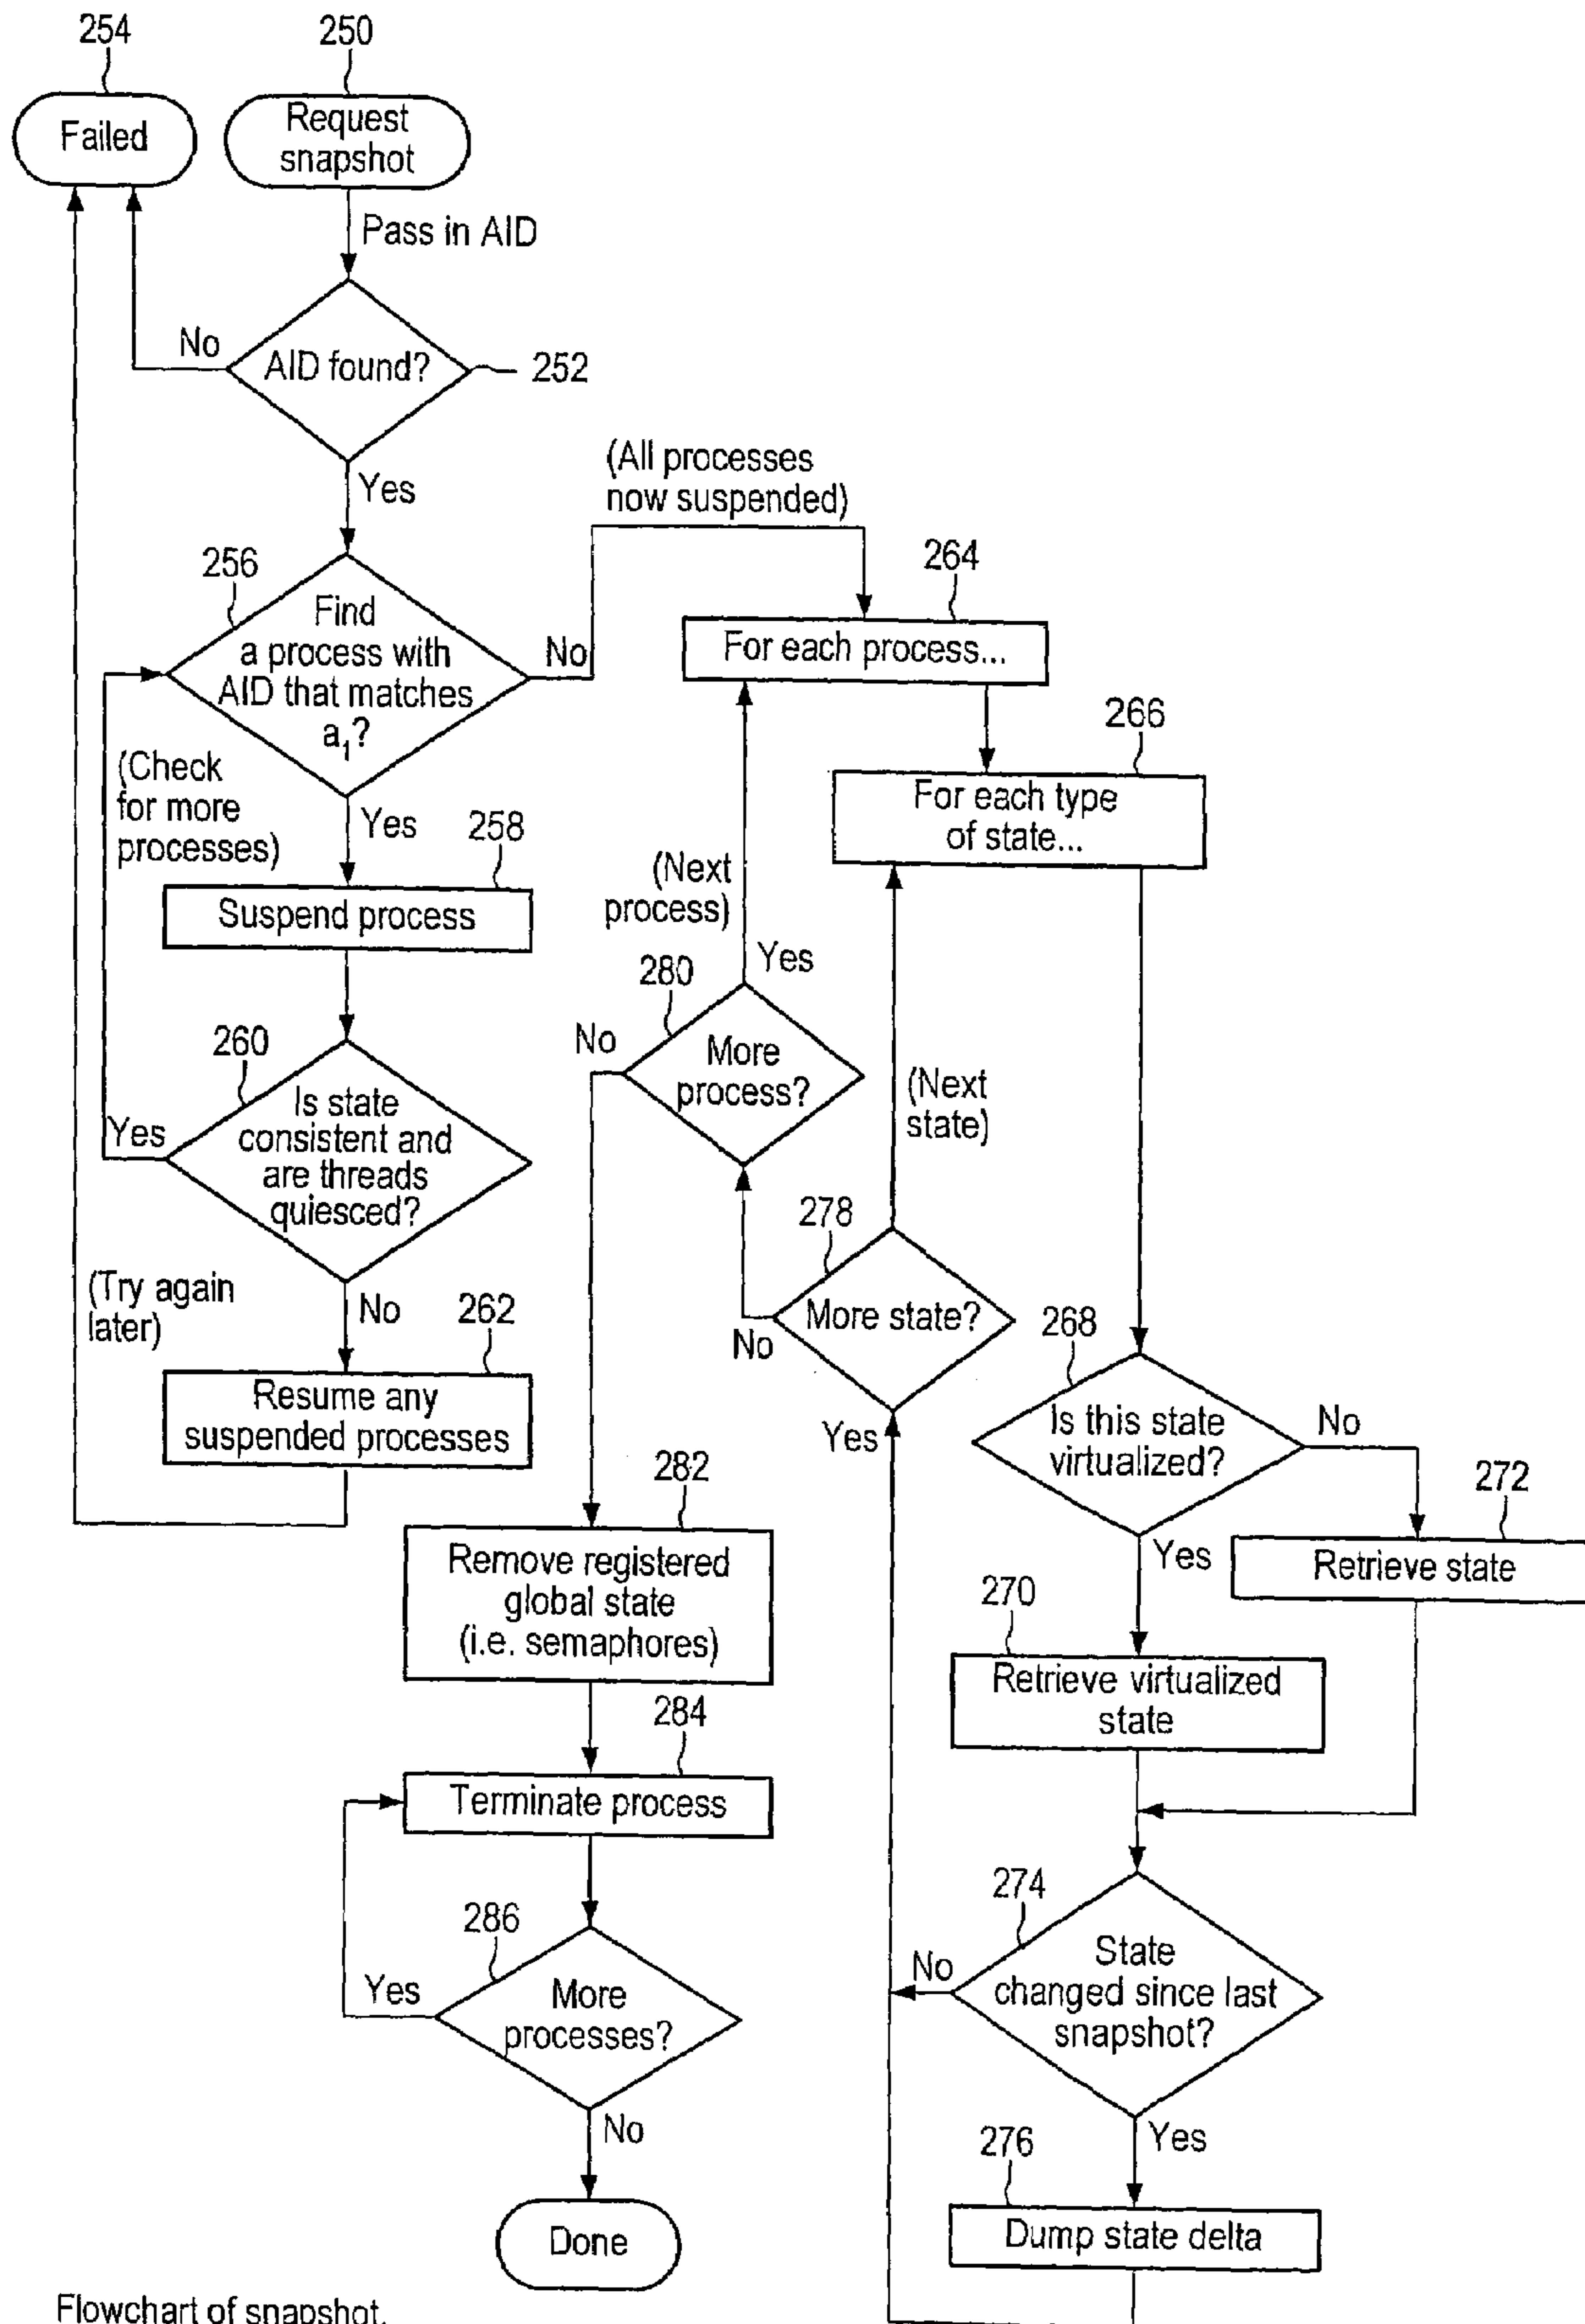 254
250
Failed
Request
snapshot
Pass in AID
No
AID found?
252
Yes
(All processes
now suspended)
256
264
Find
a process with
AID that matches
a1?
No
For each process...
266
(Check
for more
processes)
For each type
of state...
Yes
258
(Next
process)
Suspend process
Yes
280
260
No
More
process?
(Next
state)
Is state
consistent and
are threads
quiesced?
Yes
278
(Try again
later)
No
262
More state?
No
268
Resume any
suspended processes
Yes
Is this state
virtualized?
No
282
272
Remove registered
global state
(i.e. semaphores)
Yes
Retrieve state
270
Retrieve virtualized
state
284
Terminate process
274
286
State
changed since last
snapshot?
No
Yes
More
processes?
No
Yes
276
Done
Dump state delta
Flowchart of snapshot.